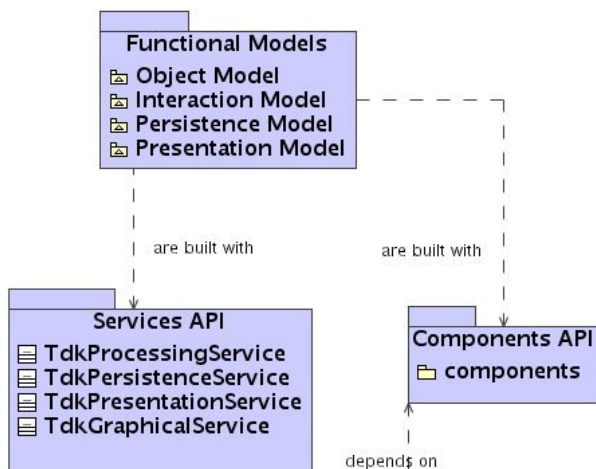 Functional Models
Object Model
Interaction Model
Persistence Model
Presentation Model
are built with
are built with
Services API
TdkProcessingService
TdkPersistenceService
TdkPresentationService
TdkGraphicalService
Components API
components
depends on